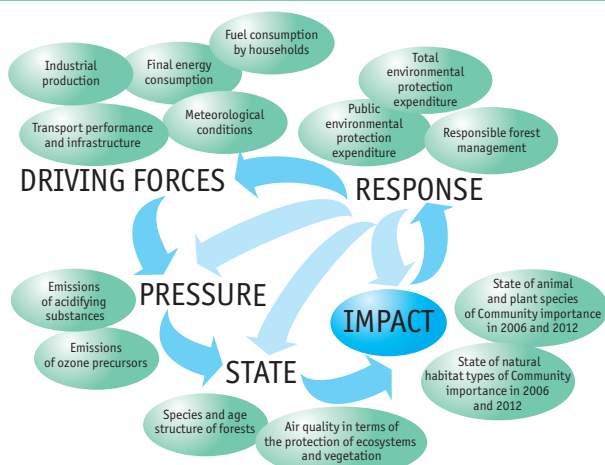 Fuel consumption
by households
Industrial
production
Final energy
consumption
Total
environmental
protection
expenditure
Transport performance
and infrastructure
Meteorological
conditions
Public
environmental
protection
expenditure
Responsible forest
management
DRIVING FORCES
RESPONSE
Emissions
of acidifying
substances
PRESSURE
State of animal
and plant species
of Community importance
in 2006 and 2012
IMPACT
Emissions
of ozone precursors
STATE
State of natural
habitat types of Community
importance in 2006
and 2012
Species and age
structure of forests
Air quality in terms of
the protection of ecosystems
and vegetation